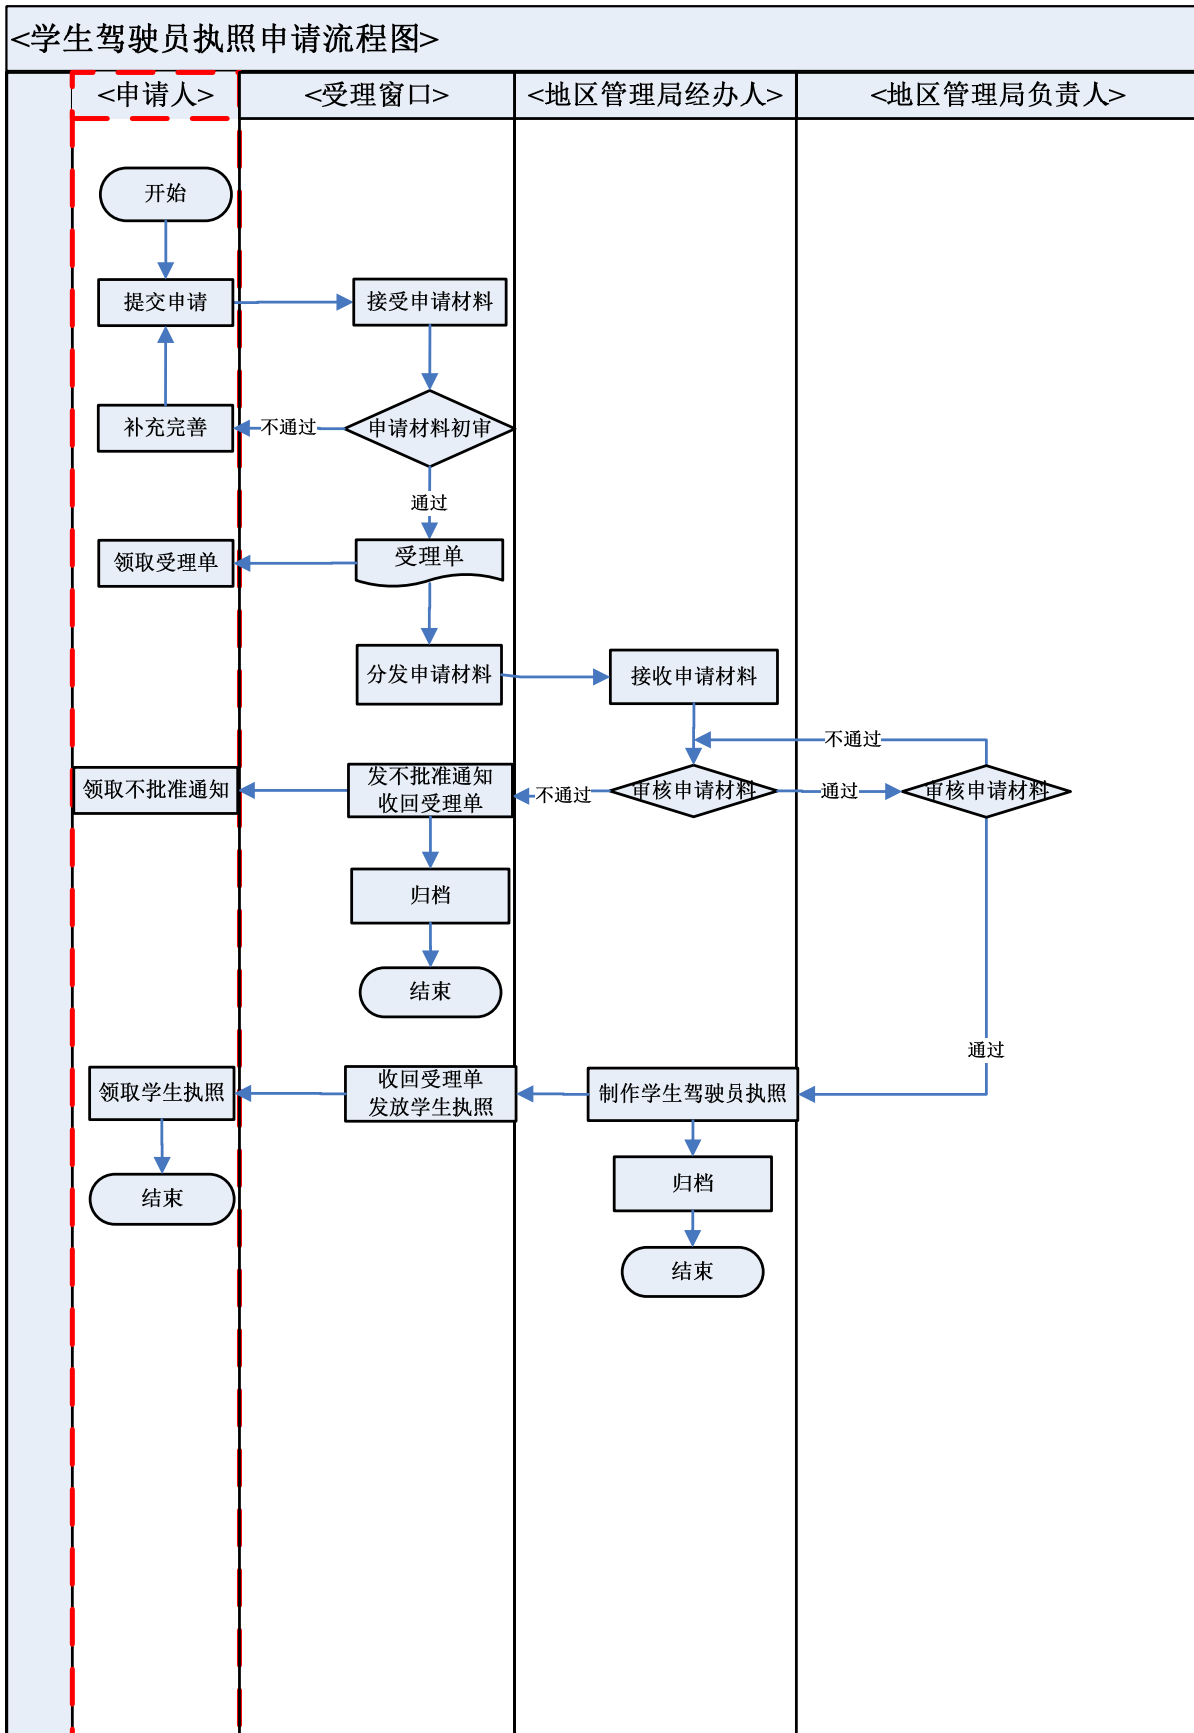 <学生驾驶员执照申请流程图>
<申请人>
<受理窗口>
<地区管理局经办人>
<地区管理局负责人>
开始
提交申请
接受申请材料
补充完善
不通过
申请材料初审
通过
领取受理单
受理单
分发申请材料
接收申请材料
不通过
领取不批准通知
发不批准通知
收回受理单
不通过
审核申请材料
通过
审核申请材料
归档
结束
通过
领取学生执照
收回受理单
发放学生执照
制作学生驾驶员执照
归档
结束
结束